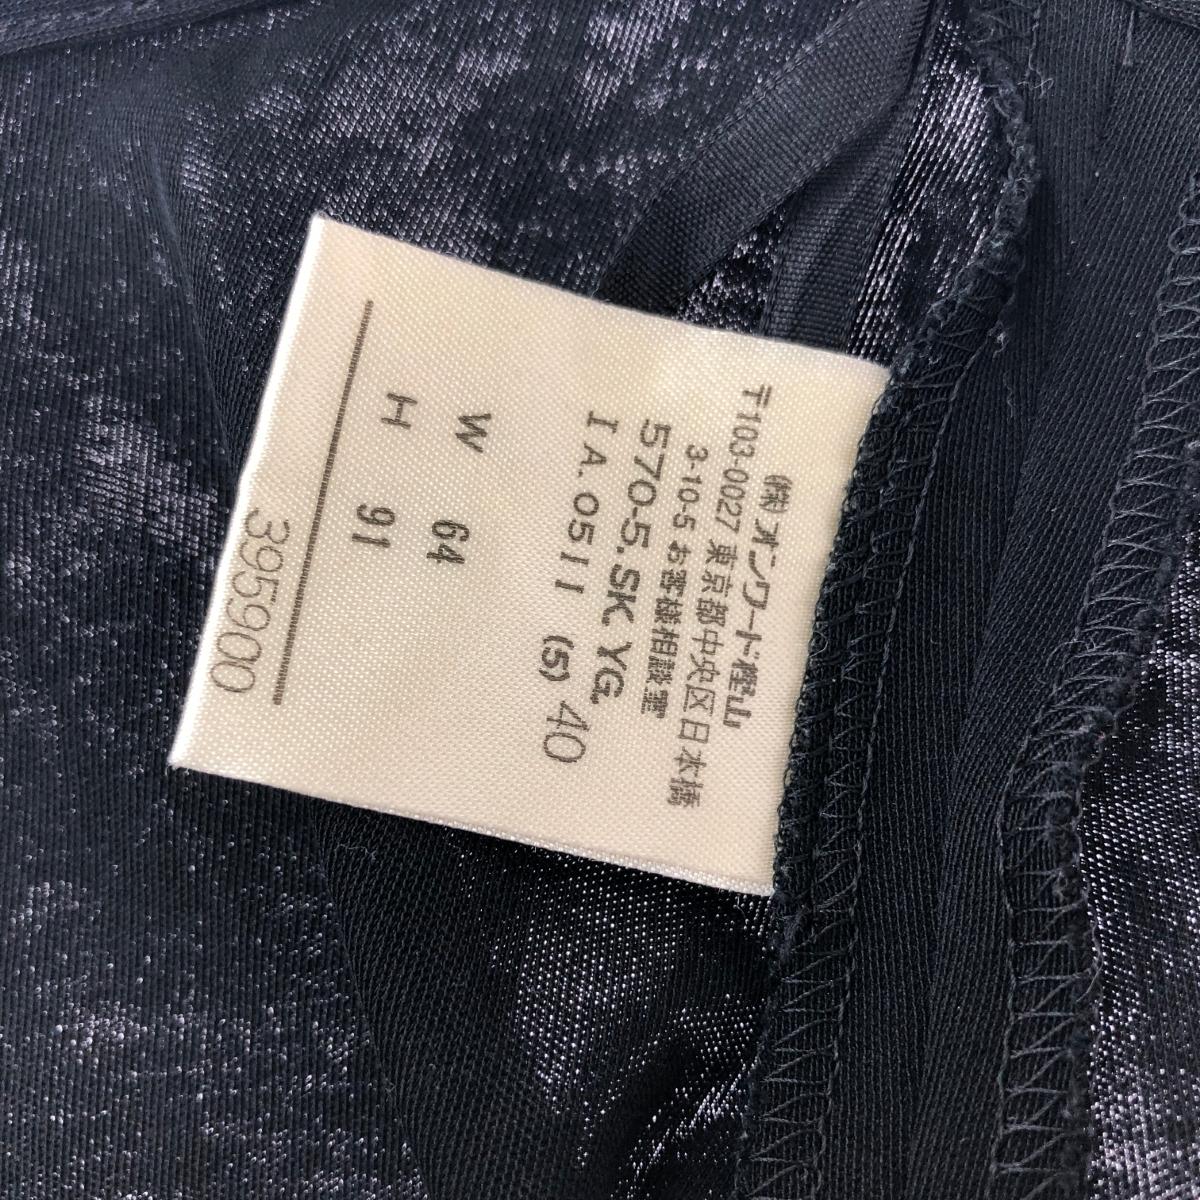 ㈱オンワード樫山
〒103-0027 東京都中央区日本橋
3-10-5 お客様相談室
570-5. SK YG.
I A. 0511 (5) 40
W 64
H 91
395900